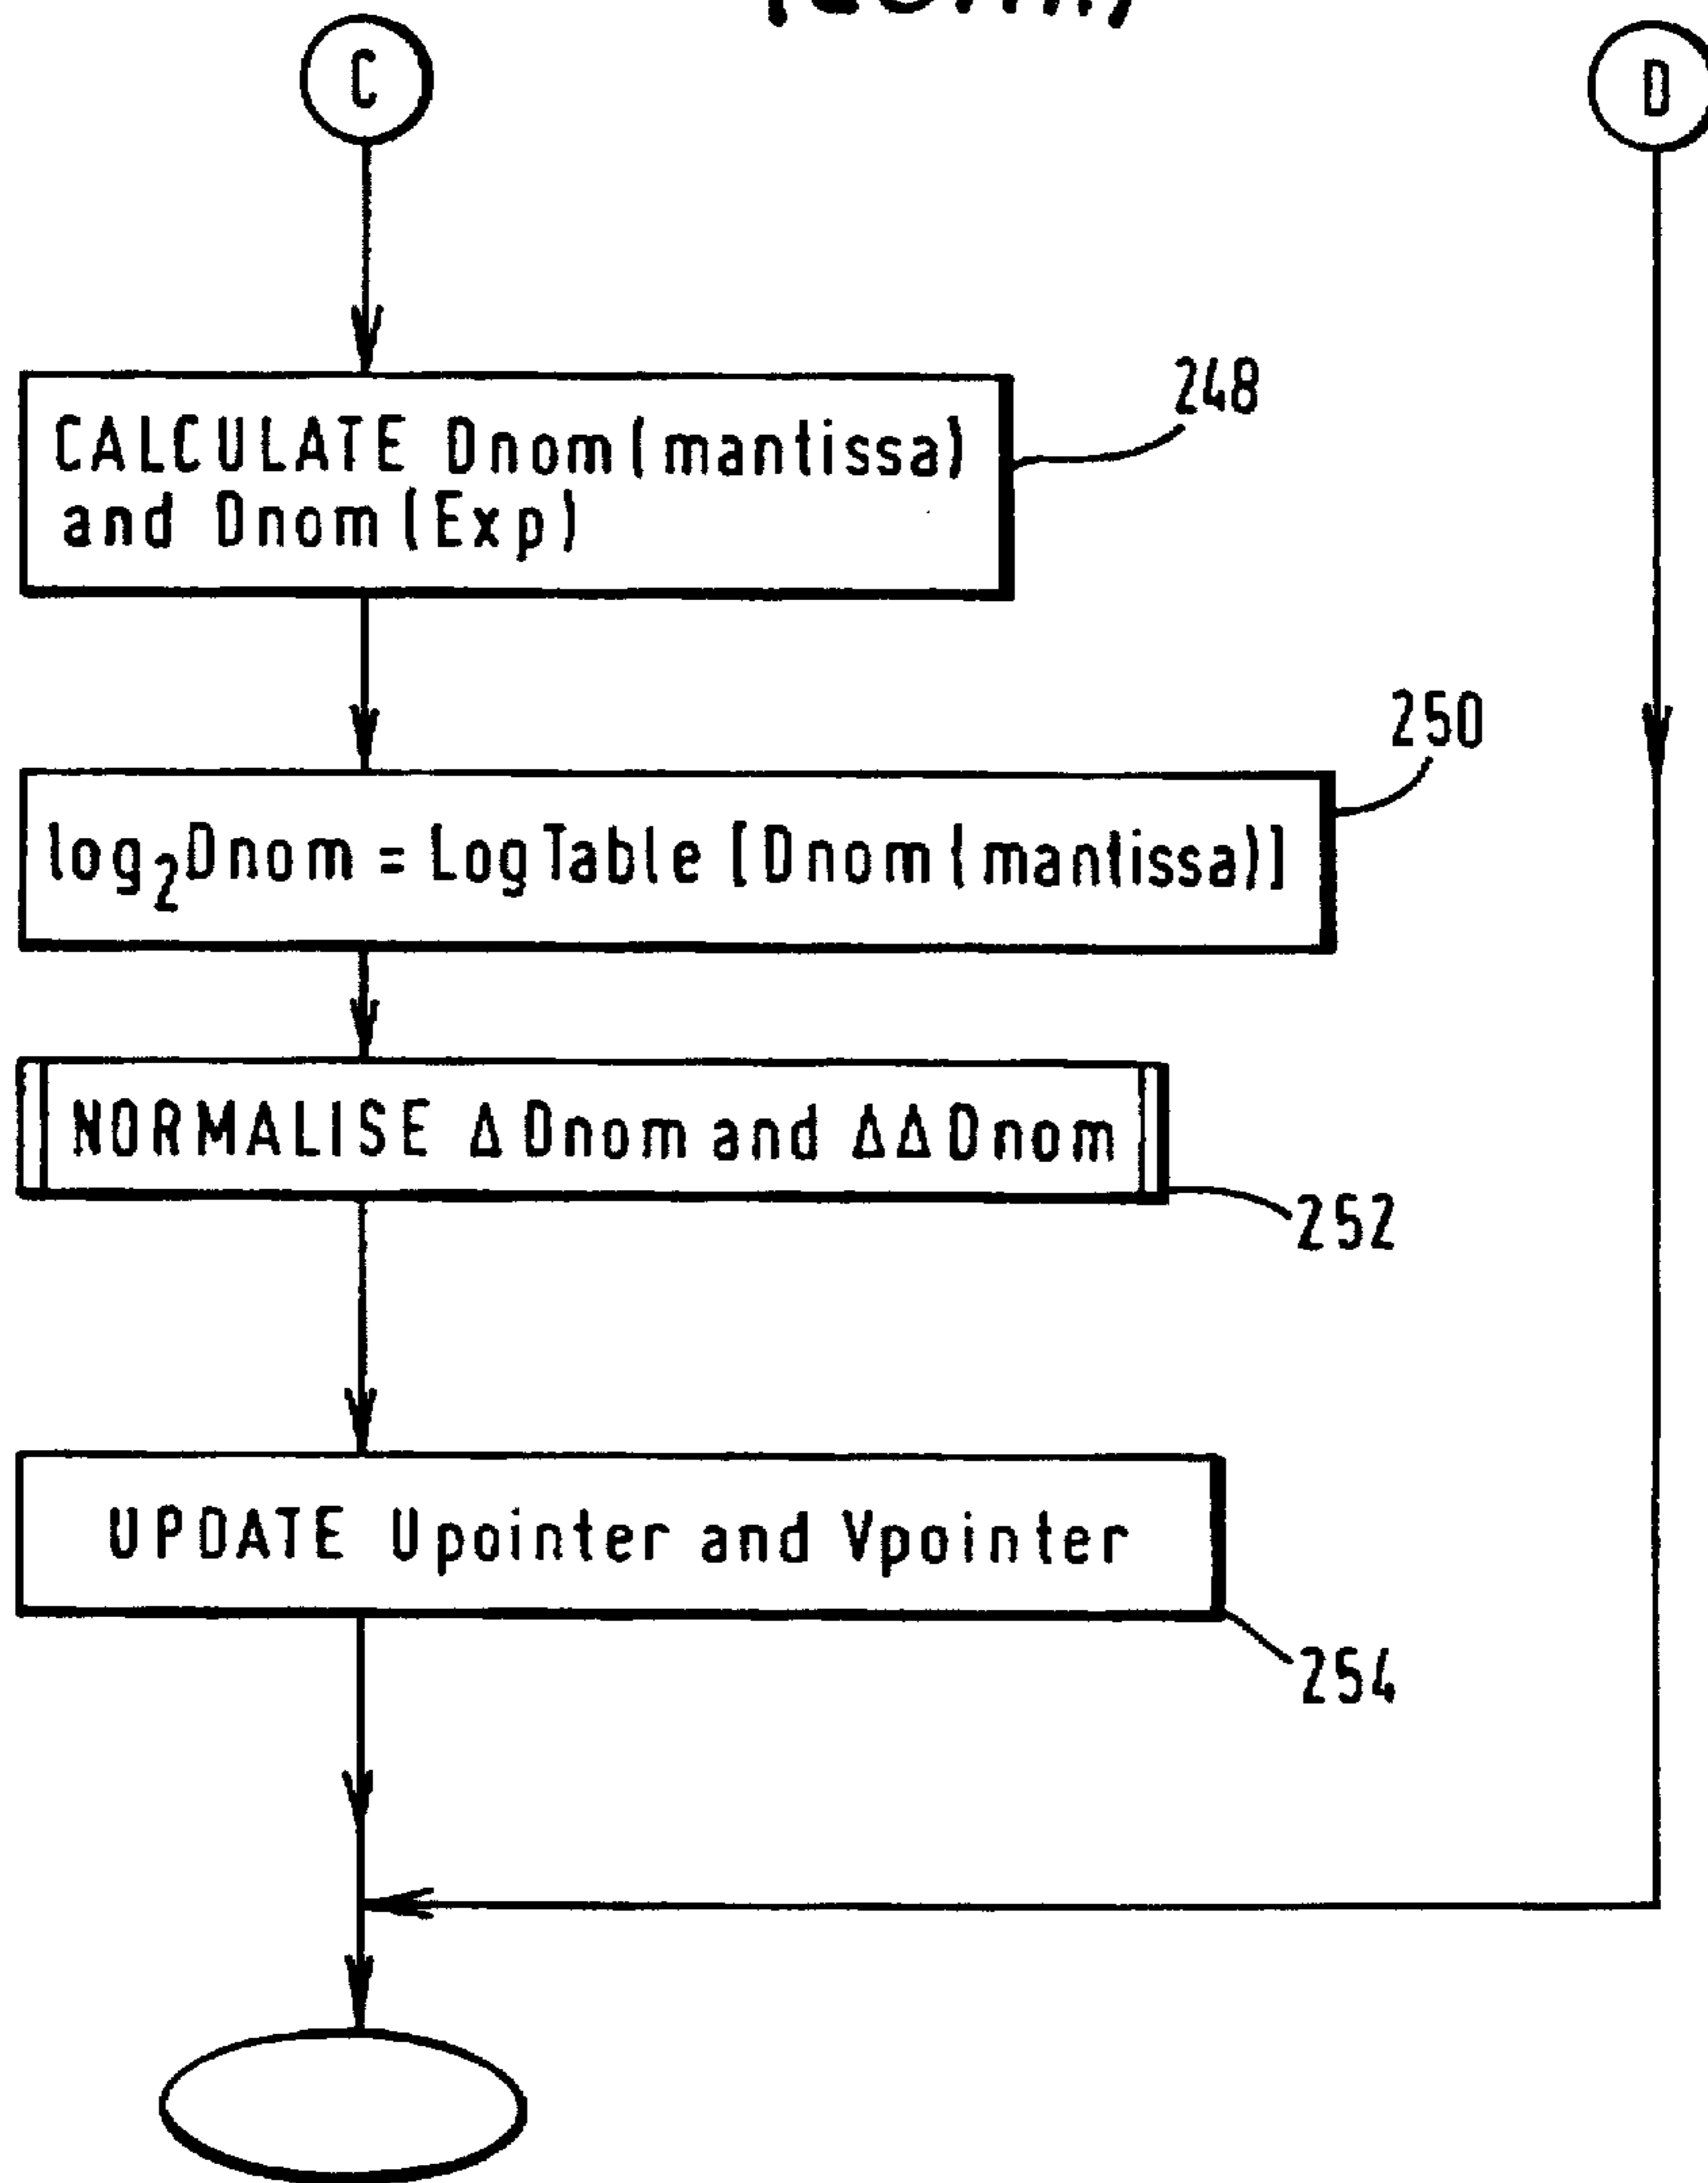 C
D
248
CALCULATE Dnom(mantissa)
and Dnom(Exp)
250
log₂Dnom = LogTable [Dnom(mantissa)]
NORMALISE Δ Dnom and ΔΔDnom
252
UPDATE Upointer and Vpointer
254